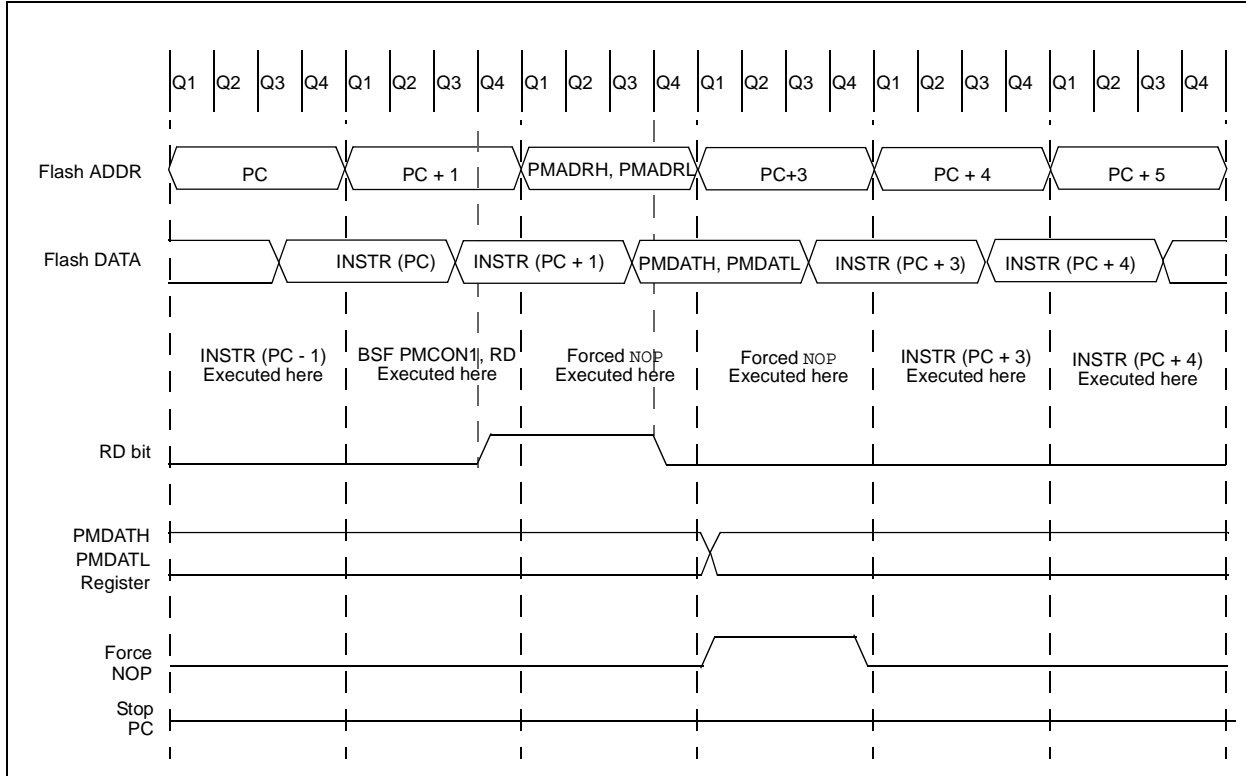 Q1 Q2 Q3 Q4 Q1 Q2 Q3 Q4 Q1 Q2 Q3 Q4 Q1 Q2 Q3 Q4 Q1 Q2 Q3 Q4 Q1 Q2 Q3 Q4
Flash ADDR
PC
PC + 1
PMADRH, PMADRL
PC+3
PC + 4
PC + 5
Flash DATA
INSTR (PC)
INSTR (PC + 1)
PMDATH, PMDATL
INSTR (PC + 3)
INSTR (PC + 4)
INSTR (PC - 1)
Executed here
BSF PMCON1, RD
Executed here
Forced NOP
Executed here
Forced NOP
Executed here
INSTR (PC + 3)
Executed here
INSTR (PC + 4)
Executed here
RD bit
PMDATH
PMDATL
Register
Force
NOP
Stop
PC